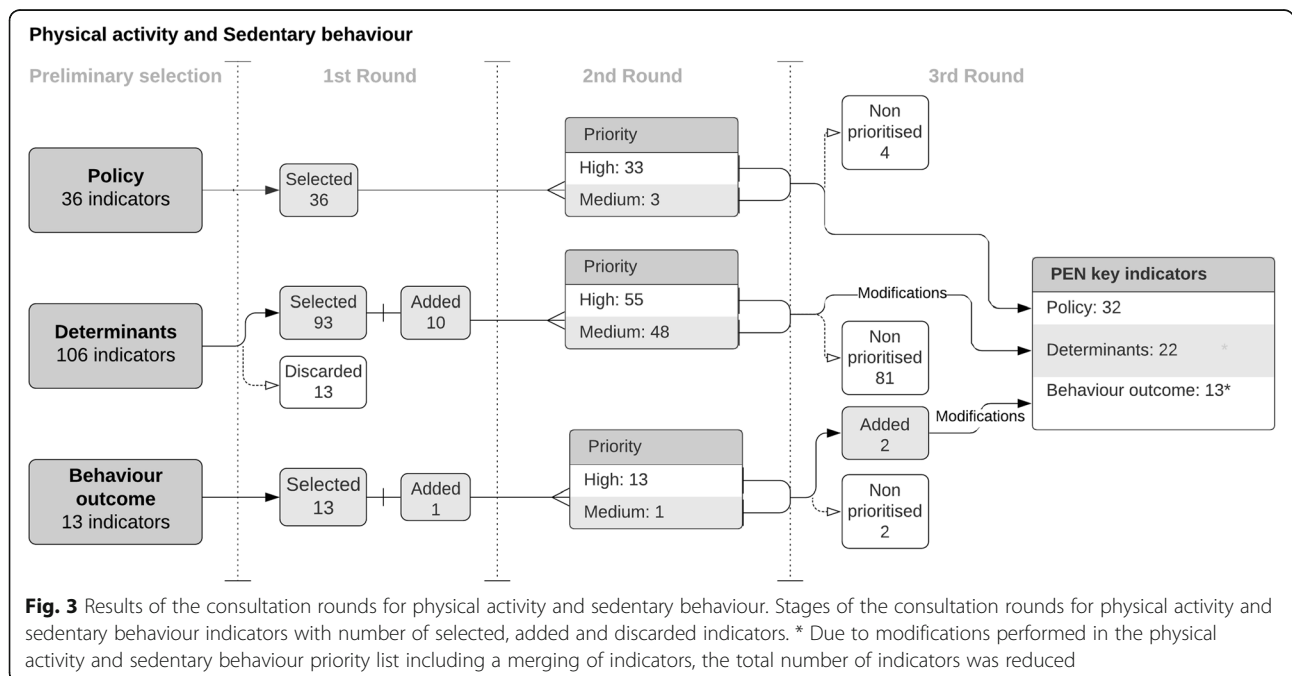 Physical activity and Sedentary behaviour
Preliminary selection
1st Round
2nd Round
3rd Round
Policy
36 indicators
Selected
36
Priority
High: 33
Medium: 3
Non
prioritised
4
Determinants
106 indicators
Selected
93
Added
10
Discarded
13
Priority
High: 55
Medium: 48
Modifications
Non
prioritised
81
Behaviour
outcome
13 indicators
Selected
13
Added
1
Priority
High: 13
Medium: 1
Added
2
Modifications
Non
prioritised
2
PEN key indicators
Policy: 32
Determinants: 22 *
Behaviour outcome: 13*
Fig. 3 Results of the consultation rounds for physical activity and sedentary behaviour. Stages of the consultation rounds for physical activity and
sedentary behaviour indicators with number of selected, added and discarded indicators. * Due to modifications performed in the physical
activity and sedentary behaviour priority list including a merging of indicators, the total number of indicators was reduced